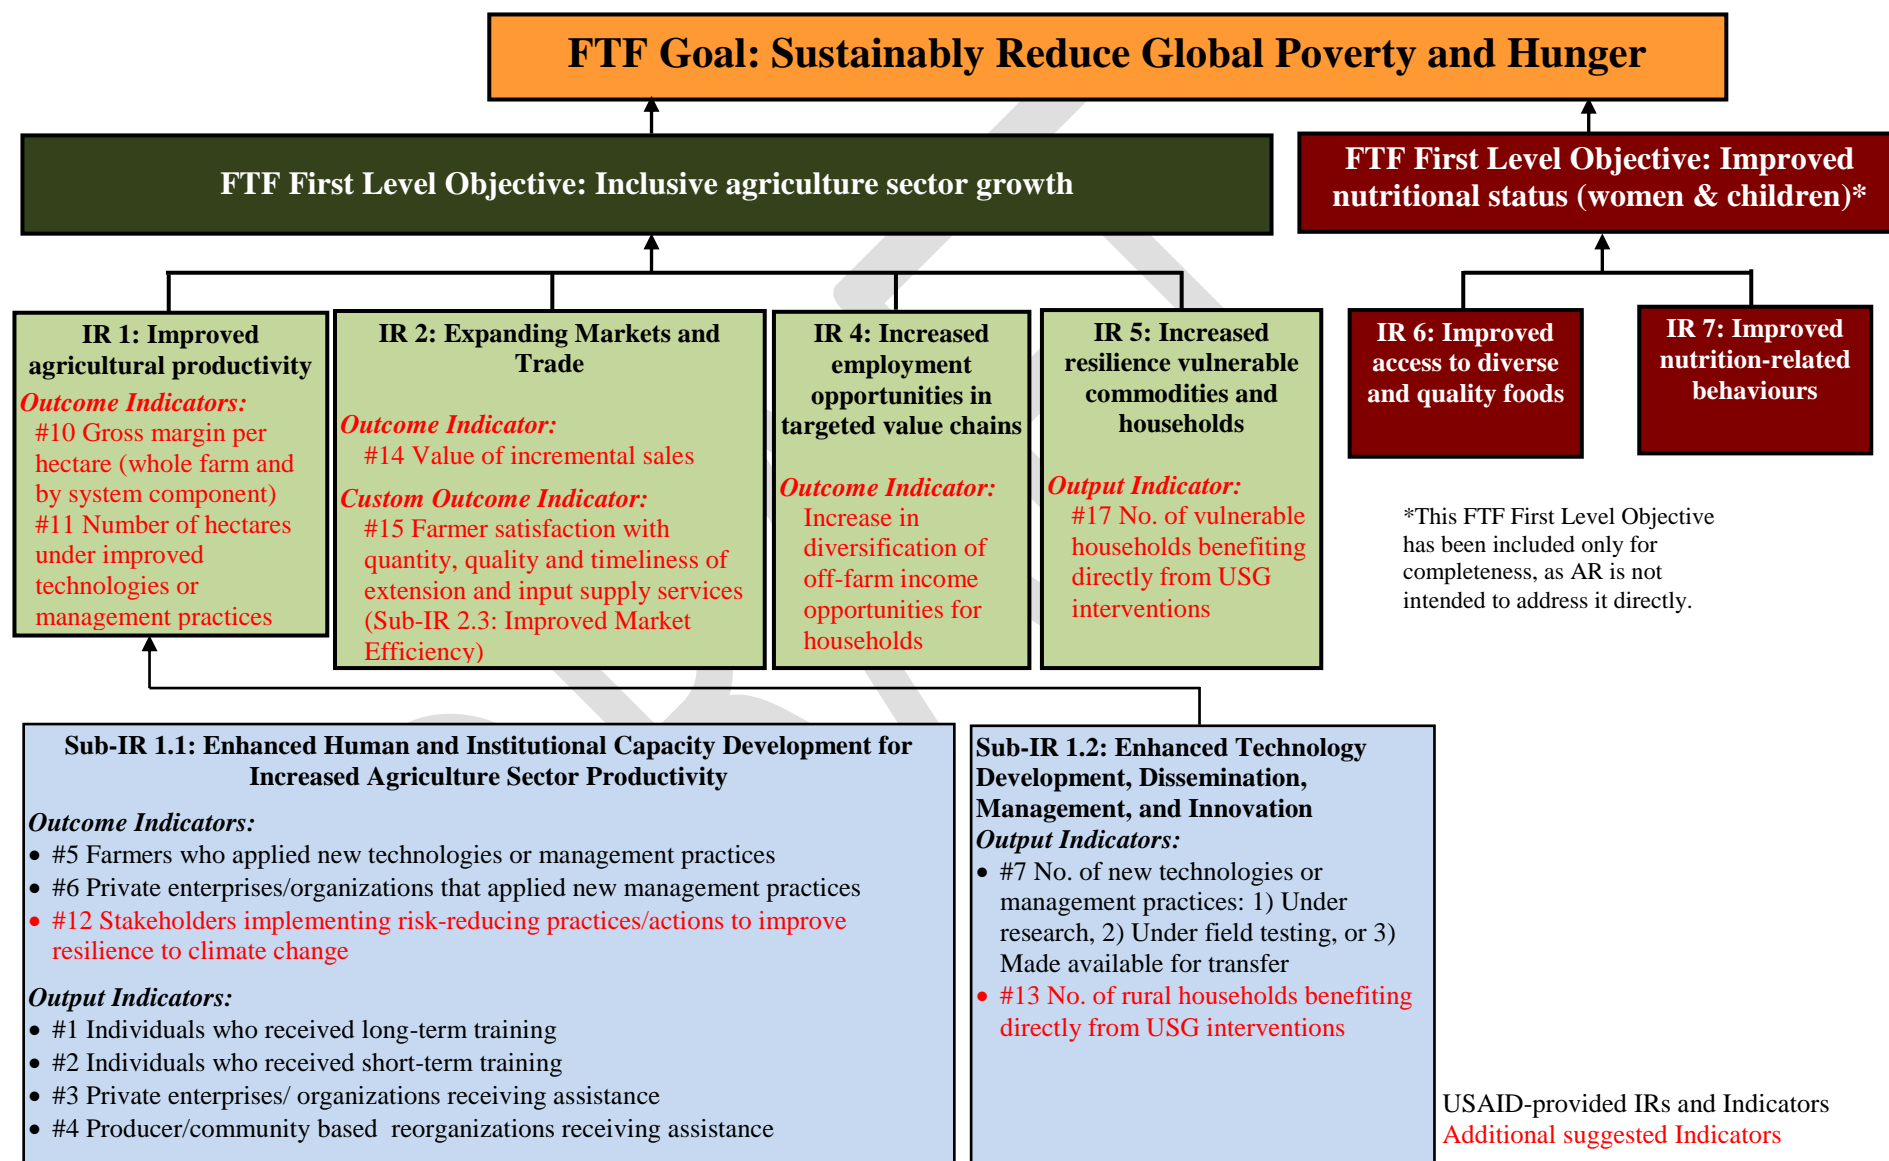 FTF Goal: Sustainably Reduce Global Poverty and Hunger
FTF First Level Objective: Inclusive agriculture sector growth
FTF First Level Objective: Improved
nutritional status (women & children)*
IR 1: Improved
agricultural productivity
Outcome Indicators:
#10 Gross margin per
hectare (whole farm and
by system component)
#11 Number of hectares
under improved
technologies or
management practices
IR 2: Expanding Markets and
Trade
Outcome Indicator:
#14 Value of incremental sales
Custom Outcome Indicator:
#15 Farmer satisfaction with
quantity, quality and timeliness of
extension and input supply services
(Sub-IR 2.3: Improved Market
Efficiency)
IR 4: Increased
employment
opportunities in
targeted value chains
Outcome Indicator:
Increase in
diversification of
off-farm income
opportunities for
households
IR 5: Increased
resilience vulnerable
commodities and
households
Output Indicator:
#17 No. of vulnerable
households benefiting
directly from USG
interventions
IR 6: Improved
access to diverse
and quality foods
IR 7: Improved
nutrition-related
behaviours
*This FTF First Level Objective
has been included only for
completeness, as AR is not
intended to address it directly.
Sub-IR 1.1: Enhanced Human and Institutional Capacity Development for
Increased Agriculture Sector Productivity
Outcome Indicators:
• #5 Farmers who applied new technologies or management practices
• #6 Private enterprises/organizations that applied new management practices
• #12 Stakeholders implementing risk-reducing practices/actions to improve
resilience to climate change
Output Indicators:
• #1 Individuals who received long-term training
• #2 Individuals who received short-term training
• #3 Private enterprises/ organizations receiving assistance
• #4 Producer/community based  reorganizations receiving assistance
Sub-IR 1.2: Enhanced Technology
Development, Dissemination,
Management, and Innovation
Output Indicators:
• #7 No. of new technologies or
management practices: 1) Under
research, 2) Under field testing, or 3)
Made available for transfer
• #13 No. of rural households benefiting
directly from USG interventions
USAID-provided IRs and Indicators
Additional suggested Indicators